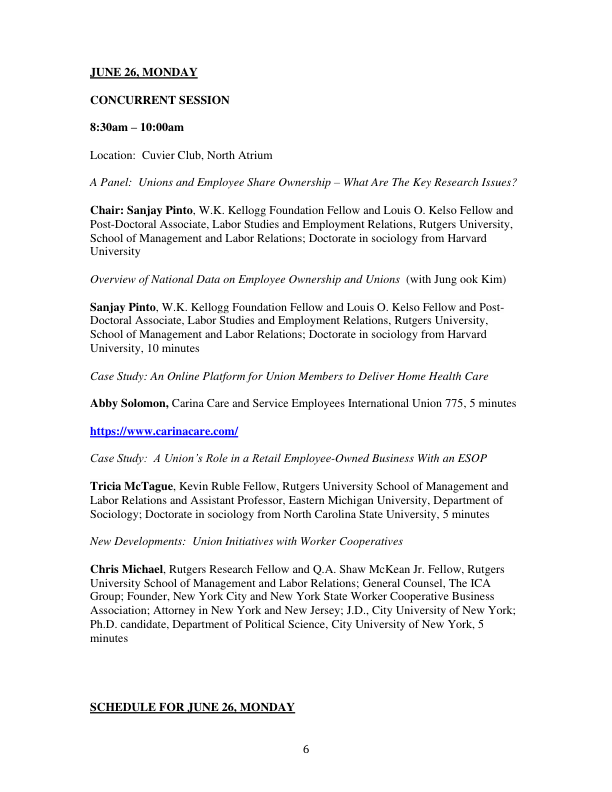 JUNE 26, MONDAY
CONCURRENT SESSION
8:30am – 10:00am
Location:  Cuvier Club, North Atrium
A Panel:  Unions and Employee Share Ownership – What Are The Key Research Issues?
Chair: Sanjay Pinto, W.K. Kellogg Foundation Fellow and Louis O. Kelso Fellow and
Post-Doctoral Associate, Labor Studies and Employment Relations, Rutgers University,
School of Management and Labor Relations; Doctorate in sociology from Harvard
University
Overview of National Data on Employee Ownership and Unions  (with Jung ook Kim)
Sanjay Pinto, W.K. Kellogg Foundation Fellow and Louis O. Kelso Fellow and Post-
Doctoral Associate, Labor Studies and Employment Relations, Rutgers University,
School of Management and Labor Relations; Doctorate in sociology from Harvard
University, 10 minutes
Case Study: An Online Platform for Union Members to Deliver Home Health Care
Abby Solomon, Carina Care and Service Employees International Union 775, 5 minutes
https://www.carinacare.com/
Case Study:  A Union’s Role in a Retail Employee-Owned Business With an ESOP
Tricia McTague, Kevin Ruble Fellow, Rutgers University School of Management and
Labor Relations and Assistant Professor, Eastern Michigan University, Department of
Sociology; Doctorate in sociology from North Carolina State University, 5 minutes
New Developments:  Union Initiatives with Worker Cooperatives
Chris Michael, Rutgers Research Fellow and Q.A. Shaw McKean Jr. Fellow, Rutgers
University School of Management and Labor Relations; General Counsel, The ICA
Group; Founder, New York City and New York State Worker Cooperative Business
Association; Attorney in New York and New Jersey; J.D., City University of New York;
Ph.D. candidate, Department of Political Science, City University of New York, 5
minutes
SCHEDULE FOR JUNE 26, MONDAY
6